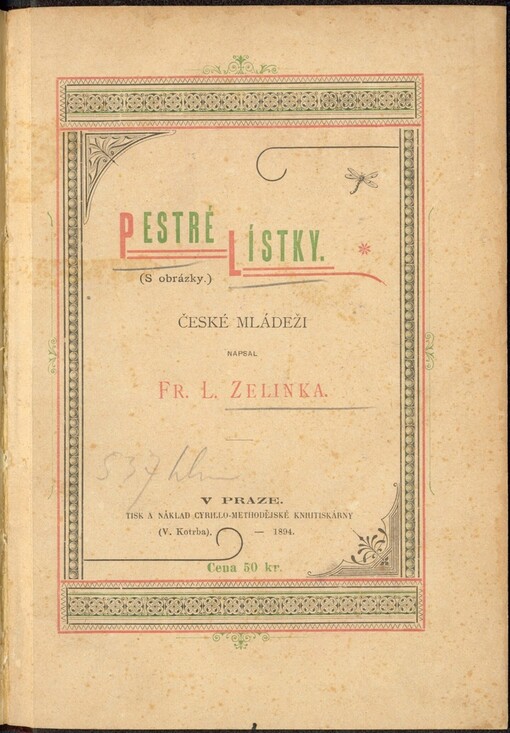 PESTRÉ
LÍSTKY.
(S obrázky.)
ČESKÉ MLÁDEŽI
NAPSAL
FR. L. ZELINKA.
V PRAZE.
TISK A NÁKLAD CYRILLO-METHODĚJSKÉ KNIHTISKÁRNY
(V. Kotrba). — 1894.
Cena 50 kr.